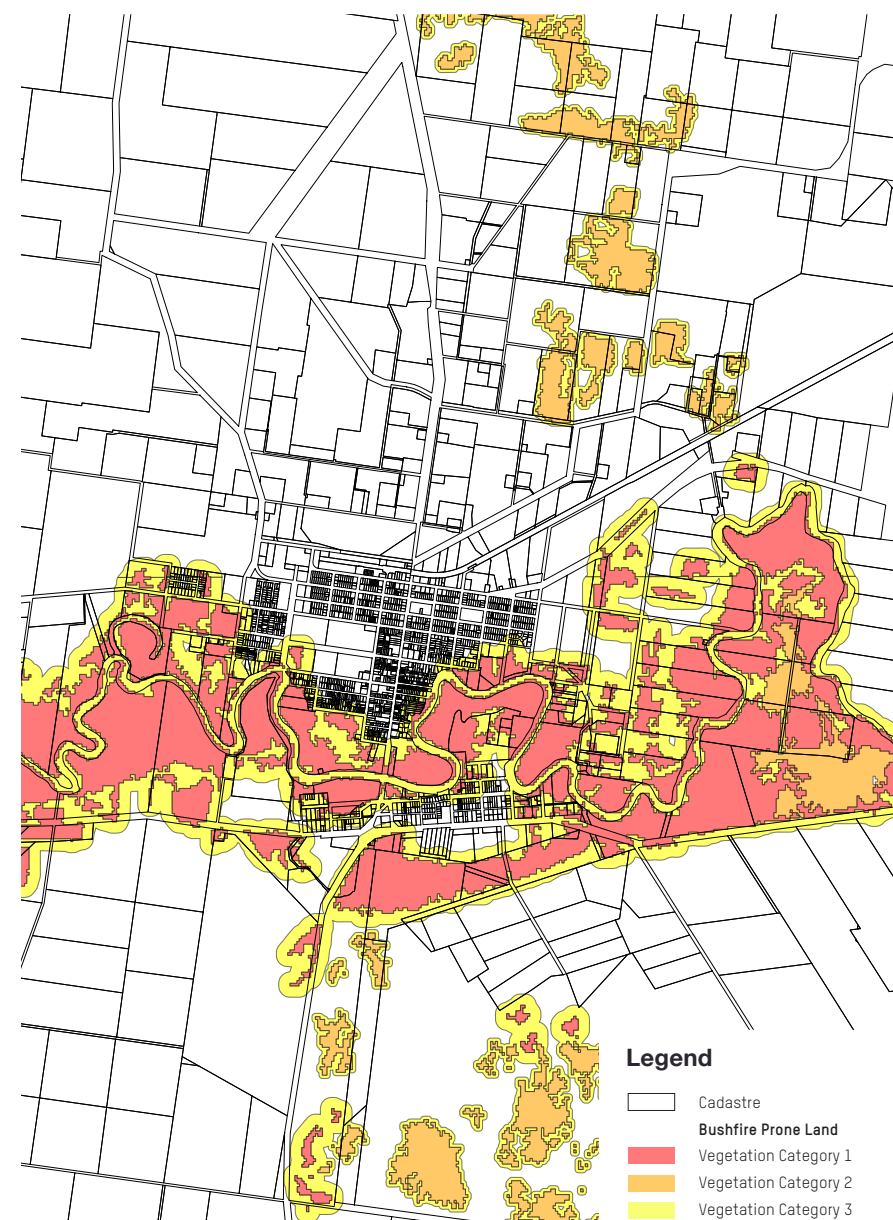 Legend
Cadastre
Bushfire Prone Land
Vegetation Category 1
Vegetation Category 2
Vegetation Category 3